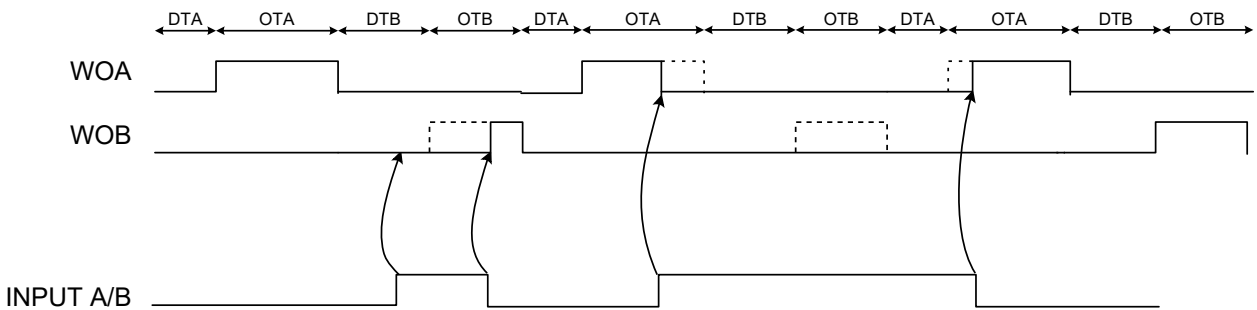 DTA OTA DTB OTB DTA OTA DTB OTB DTA OTA DTB OTB
WOA
WOB
INPUT A/B